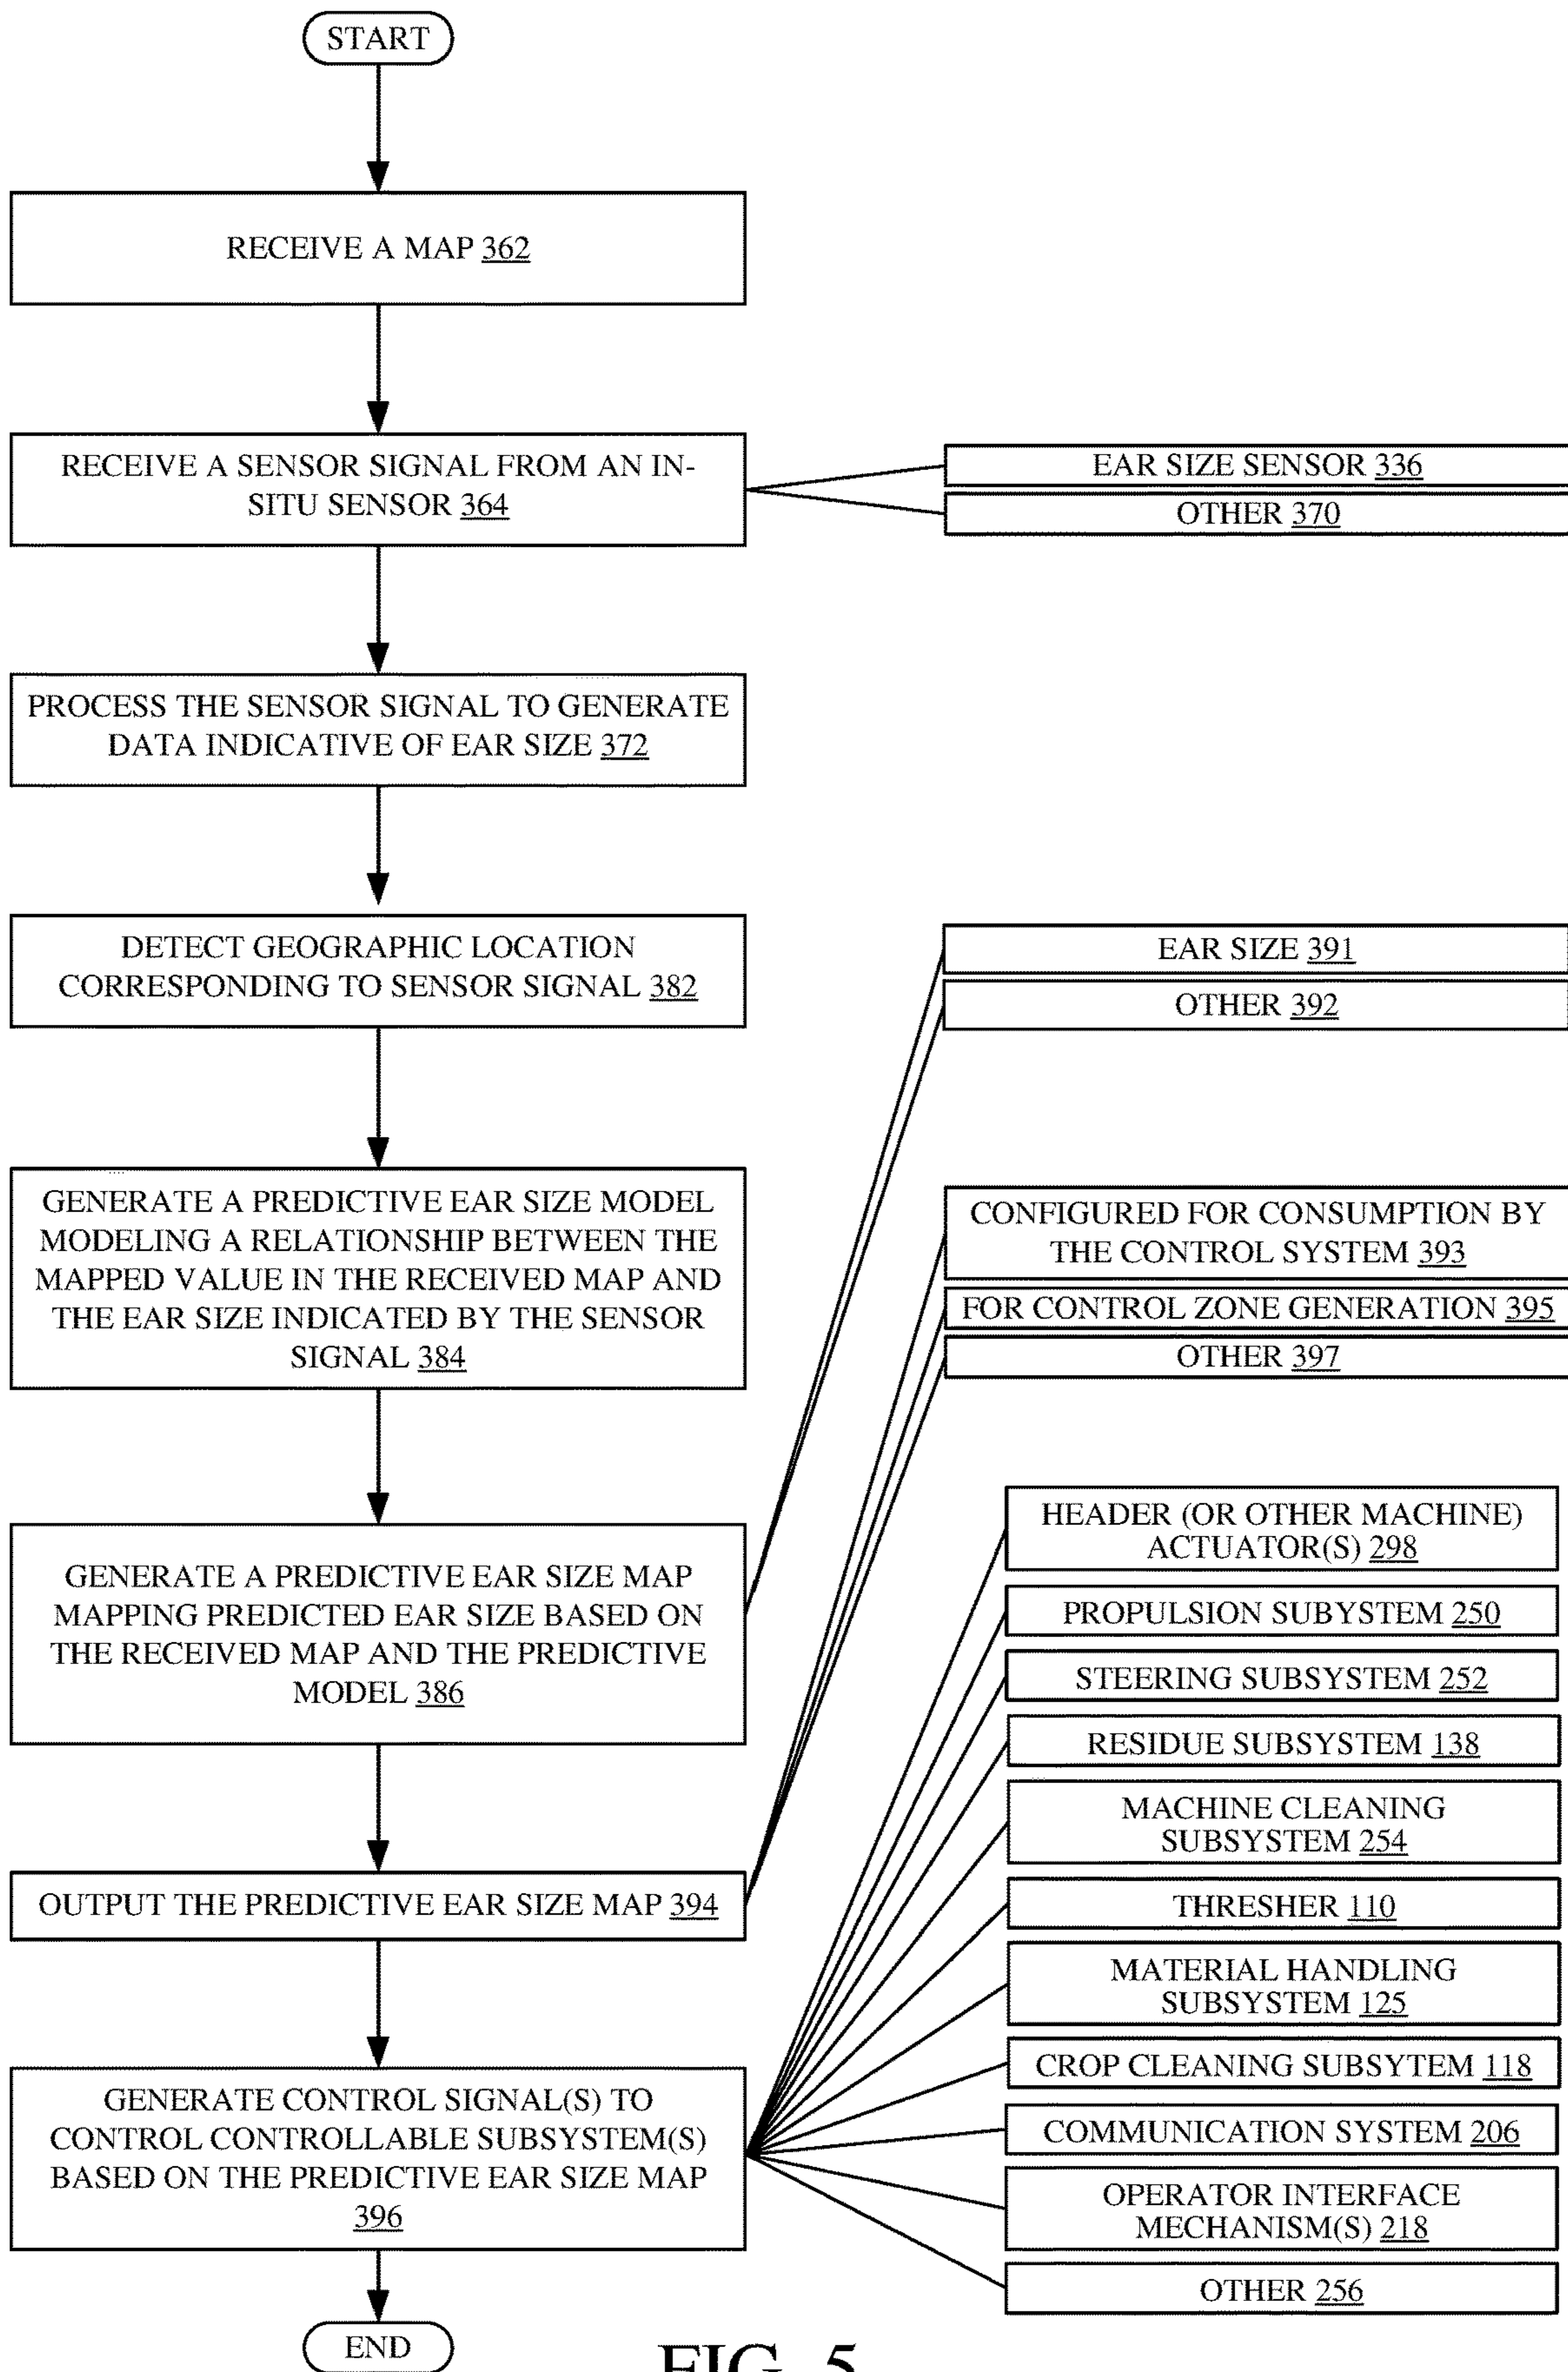 START
RECEIVE A MAP 362
RECEIVE A SENSOR SIGNAL FROM AN IN-
SITU SENSOR 364
EAR SIZE SENSOR 336
OTHER 370
PROCESS THE SENSOR SIGNAL TO GENERATE
DATA INDICATIVE OF EAR SIZE 372
DETECT GEOGRAPHIC LOCATION
CORRESPONDING TO SENSOR SIGNAL 382
EAR SIZE 391
OTHER 392
GENERATE A PREDICTIVE EAR SIZE MODEL
MODELING A RELATIONSHIP BETWEEN THE
MAPPED VALUE IN THE RECEIVED MAP AND
THE EAR SIZE INDICATED BY THE SENSOR
SIGNAL 384
CONFIGURED FOR CONSUMPTION BY
THE CONTROL SYSTEM 393
FOR CONTROL ZONE GENERATION 395
OTHER 397
GENERATE A PREDICTIVE EAR SIZE MAP
MAPPING PREDICTED EAR SIZE BASED ON
THE RECEIVED MAP AND THE PREDICTIVE
MODEL 386
OUTPUT THE PREDICTIVE EAR SIZE MAP 394
GENERATE CONTROL SIGNAL(S) TO
CONTROL CONTROLLABLE SUBSYSTEM(S)
BASED ON THE PREDICTIVE EAR SIZE MAP
396
HEADER (OR OTHER MACHINE)
ACTUATOR(S) 298
PROPULSION SUBYSTEM 250
STEERING SUBSYSTEM 252
RESIDUE SUBSYSTEM 138
MACHINE CLEANING
SUBSYSTEM 254
THRESHER 110
MATERIAL HANDLING
SUBSYSTEM 125
CROP CLEANING SUBSYTEM 118
COMMUNICATION SYSTEM 206
OPERATOR INTERFACE
MECHANISM(S) 218
OTHER 256
END
FIG. 5